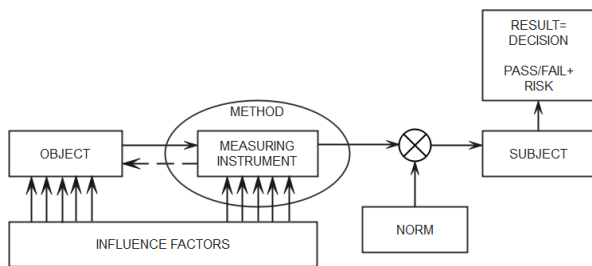 RESULT=
DECISION
PASS/FAIL+
RISK
METHOD
OBJECT
MEASURING
INSTRUMENT
SUBJECT
NORM
INFLUENCE FACTORS